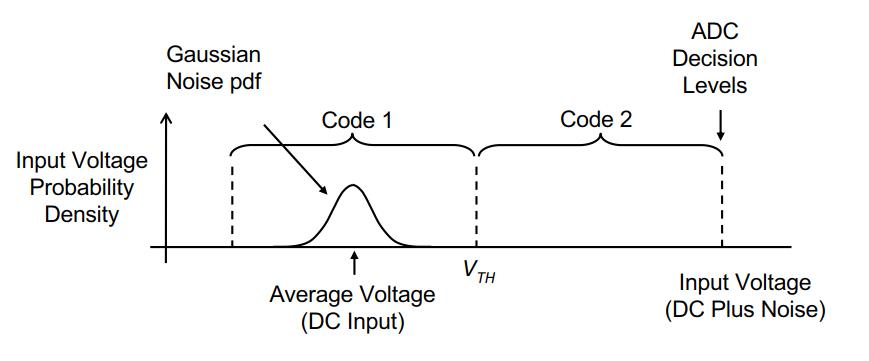 Gaussian
Noise pdf
ADC
Decision
Levels
Code 1
Code 2
Input Voltage
Probability
Density
V_TH
Average Voltage
(DC Input)
Input Voltage
(DC Plus Noise)